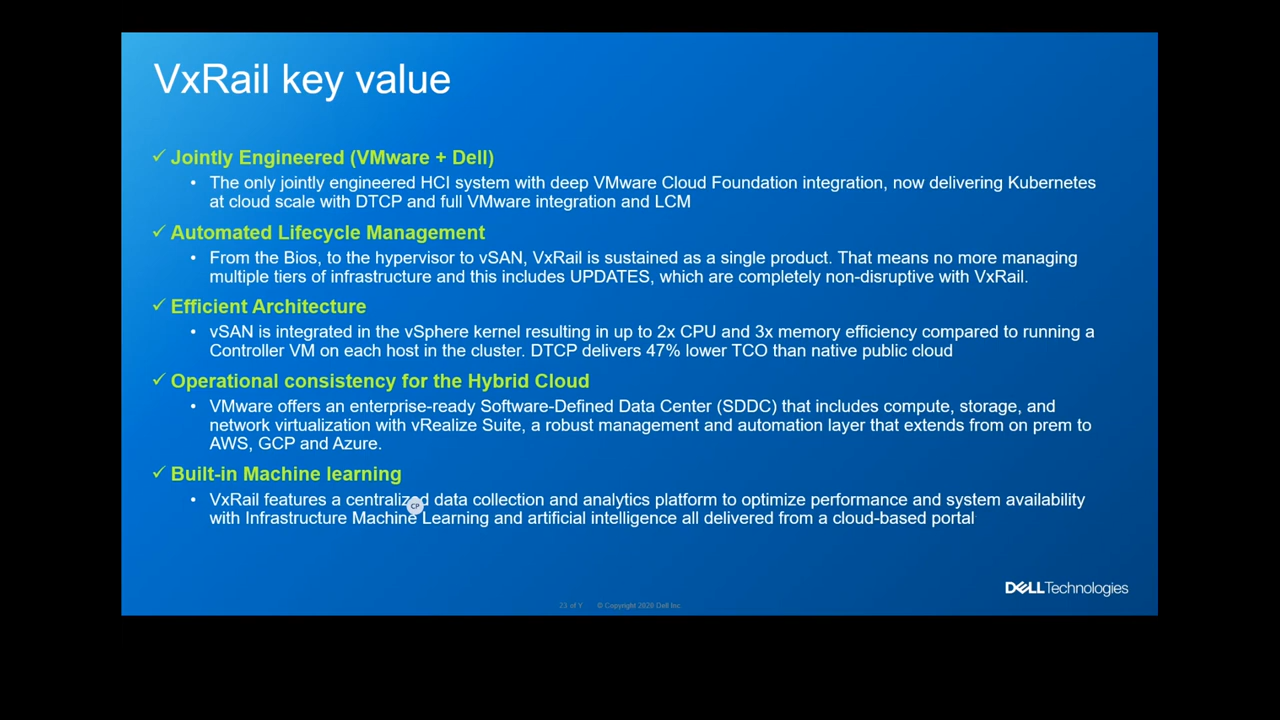 VxRail key value
✓ Jointly Engineered (VMware + Dell)
• The only jointly engineered HCI system with deep VMware Cloud Foundation integration, now delivering Kubernetes
at cloud scale with DTCP and full VMware integration and LCM
✓ Automated Lifecycle Management
• From the Bios, to the hypervisor to vSAN, VxRail is sustained as a single product. That means no more managing
multiple tiers of infrastructure and this includes UPDATES, which are completely non-disruptive with VxRail.
✓ Efficient Architecture
• vSAN is integrated in the vSphere kernel resulting in up to 2x CPU and 3x memory efficiency compared to running a
Controller VM on each host in the cluster. DTCP delivers 47% lower TCO than native public cloud
✓ Operational consistency for the Hybrid Cloud
• VMware offers an enterprise-ready Software-Defined Data Center (SDDC) that includes compute, storage, and
network virtualization with vRealize Suite, a robust management and automation layer that extends from on prem to
AWS, GCP and Azure.
✓ Built-in Machine learning
• VxRail features a centralized data collection and analytics platform to optimize performance and system availability
CP
with Infrastructure Machine Learning and artificial intelligence all delivered from a cloud-based portal
DELLTechnologies
23 of Y © Copyright 2020 Dell Inc.